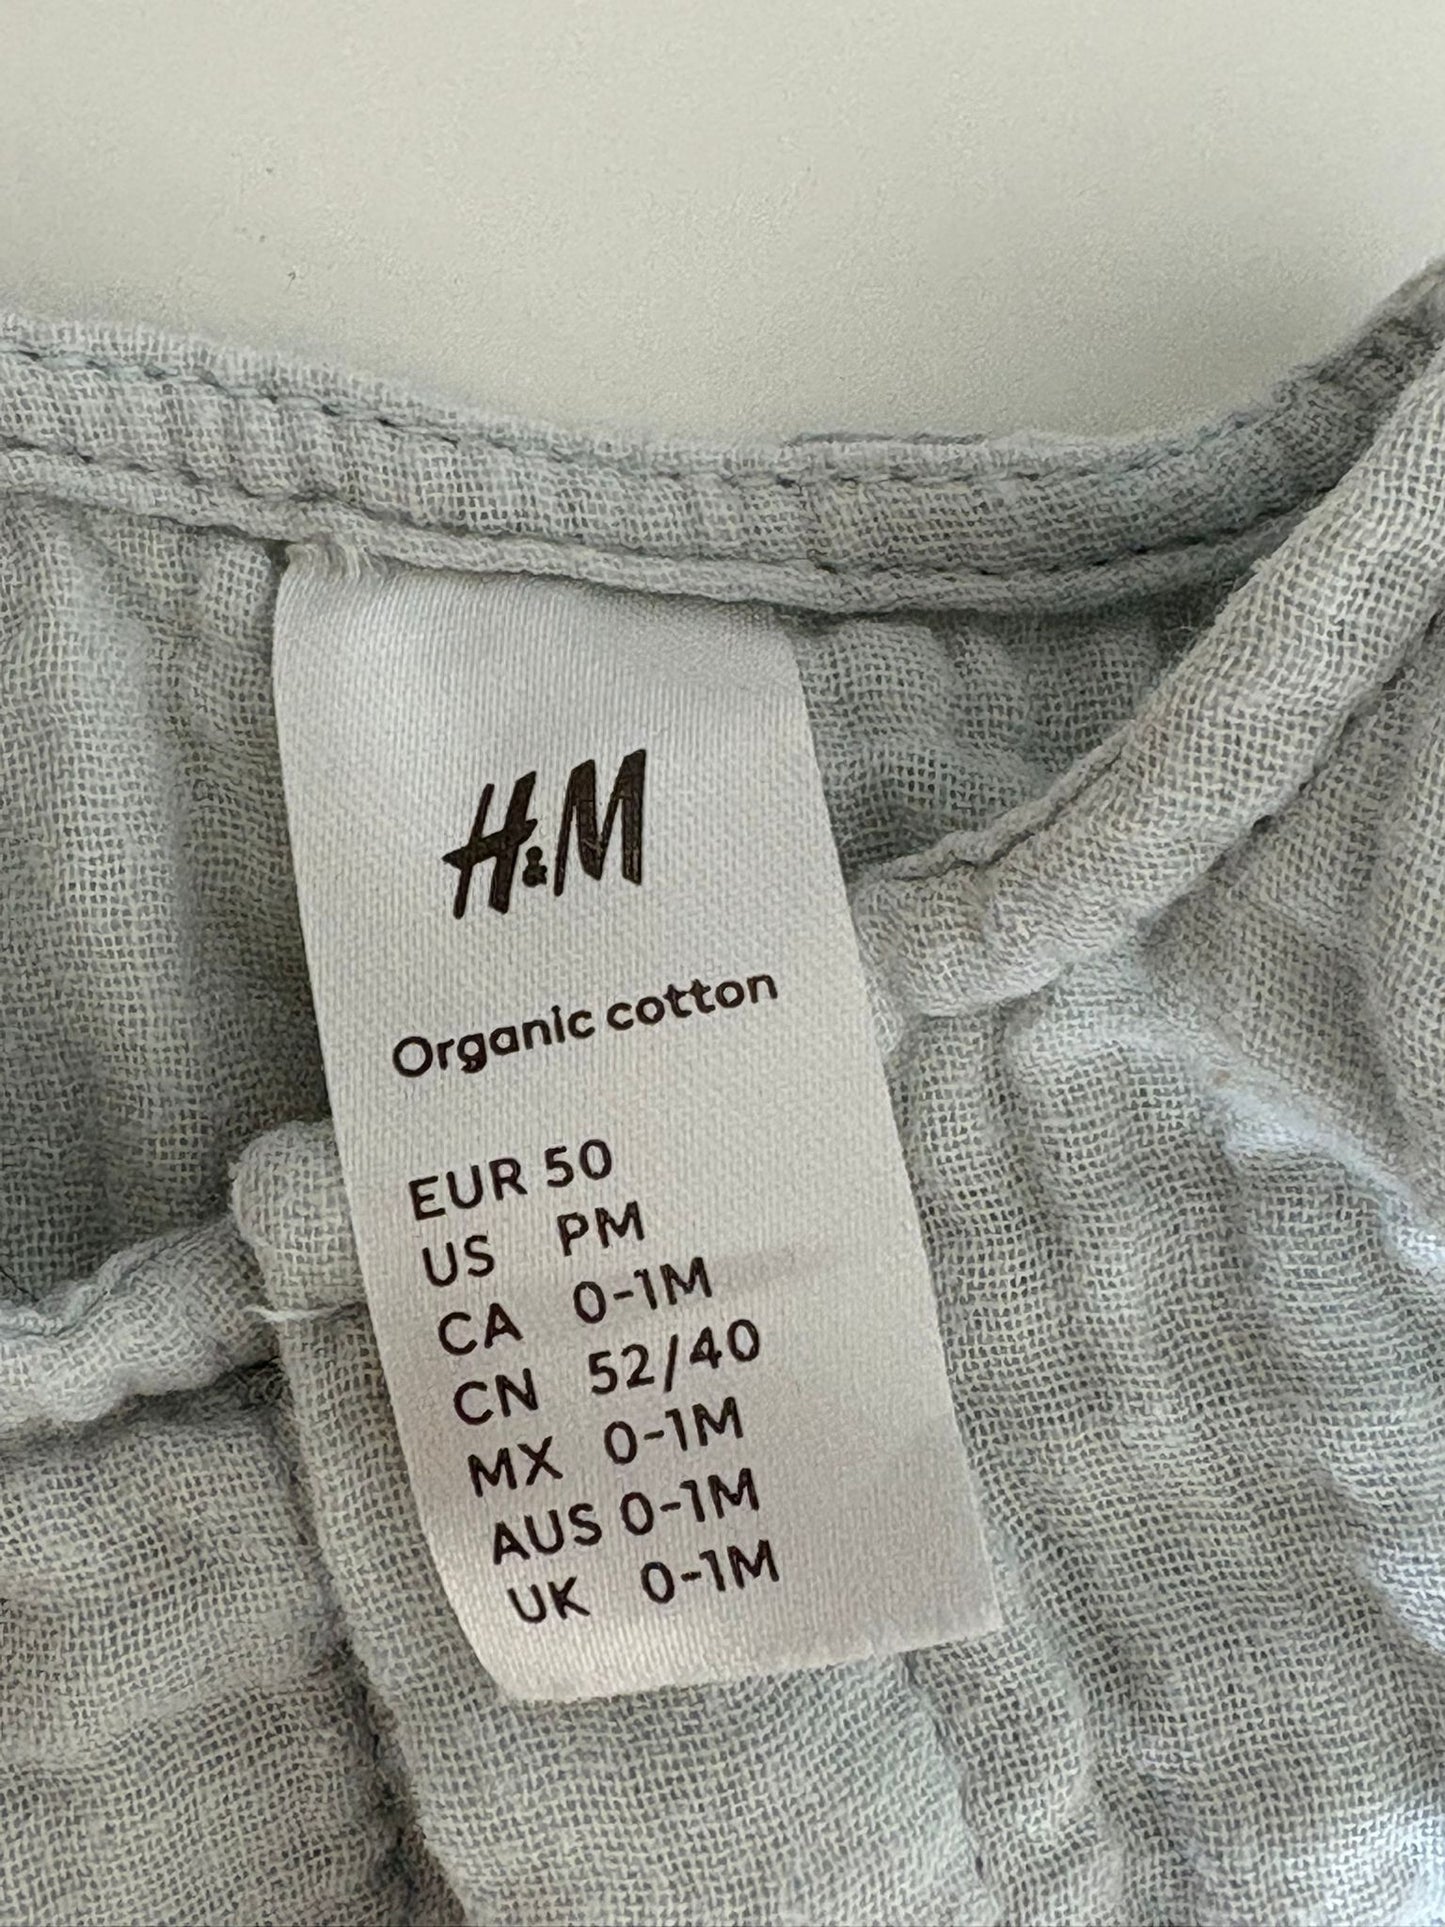 H&M
Organic cotton
EUR 50
US PM
CA 0-1M
CN 52/40
MX 0-1M
AUS 0-1M
UK 0-1M